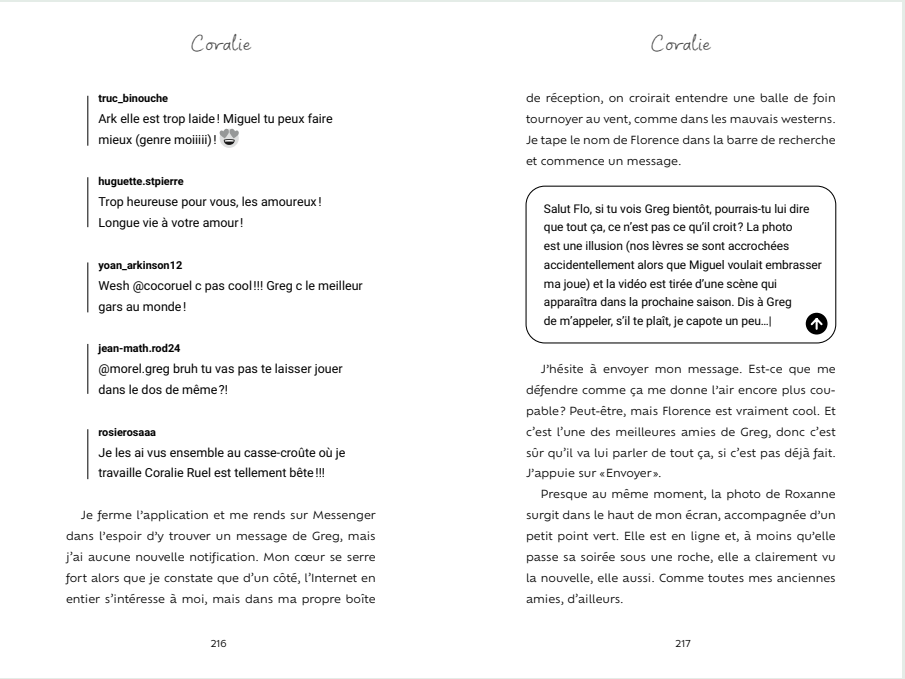 Coralie
truc_binouche
Ark elle est trop laide ! Miguel tu peux faire
mieux (genre moiiiii) ! 😍
huguette.stpierre
Trop heureuse pour vous, les amoureux !
Longue vie à votre amour !
yoan_arkinson12
Wesh @cocoruel c pas cool !!! Greg c le meilleur
gars au monde !
jean-math.rod24
@morel.greg bruh tu vas pas te laisser jouer
dans le dos de même ?!
rosierosaaa
Je les ai vus ensemble au casse-croûte où je
travaille Coralie Ruel est tellement bête !!!
Je ferme l’application et me rends sur Messenger
dans l’espoir d’y trouver un message de Greg, mais
j’ai aucune nouvelle notification. Mon cœur se serre
fort alors que je constate que d’un côté, l’Internet en
entier s’intéresse à moi, mais dans ma propre boîte
216
Coralie
de réception, on croirait entendre une balle de foin
tournoyer au vent, comme dans les mauvais westerns.
Je tape le nom de Florence dans la barre de recherche
et commence un message.
Salut Flo, si tu vois Greg bientôt, pourrais-tu lui dire
que tout ça, ce n’est pas ce qu’il croit ? La photo
est une illusion (nos lèvres se sont accrochées
accidentellement alors que Miguel voulait embrasser
ma joue) et la vidéo est tirée d’une scène qui
apparaîtra dans la prochaine saison. Dis à Greg
de m’appeler, s’il te plaît, je capote un peu…|
J’hésite à envoyer mon message. Est-ce que me
défendre comme ça me donne l’air encore plus cou-
pable ? Peut-être, mais Florence est vraiment cool. Et
c’est l’une des meilleures amies de Greg, donc c’est
sûr qu’il va lui parler de tout ça, si c’est pas déjà fait.
J’appuie sur « Envoyer ».
Presque au même moment, la photo de Roxanne
surgit dans le haut de mon écran, accompagnée d’un
petit point vert. Elle est en ligne et, à moins qu’elle
passe sa soirée sous une roche, elle a clairement vu
la nouvelle, elle aussi. Comme toutes mes anciennes
amies, d’ailleurs.
217